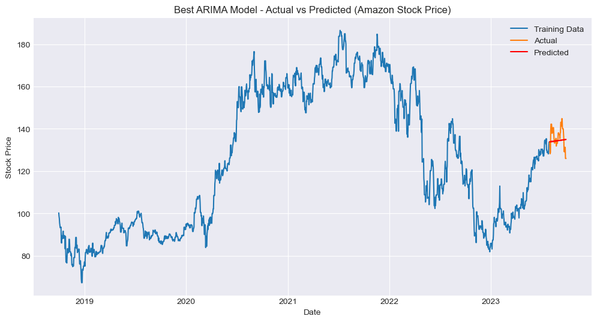 Best ARIMA Model - Actual vs Predicted (Amazon Stock Price)
Training Data
Actual
Predicted
180
160
140
120
100
80
Stock Price
2019 2020 2021 2022 2023
Date